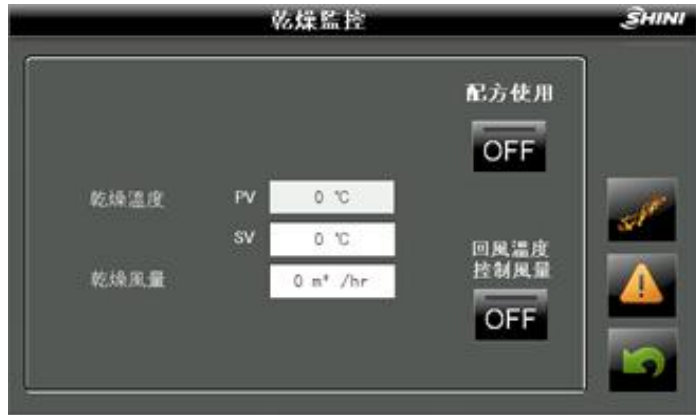 乾燥監控
SHINI
配方使用
OFF
乾燥溫度 PV 0 ℃
SV 0 ℃
回風溫度
控制風量
乾燥風量 0 m³ /hr
OFF